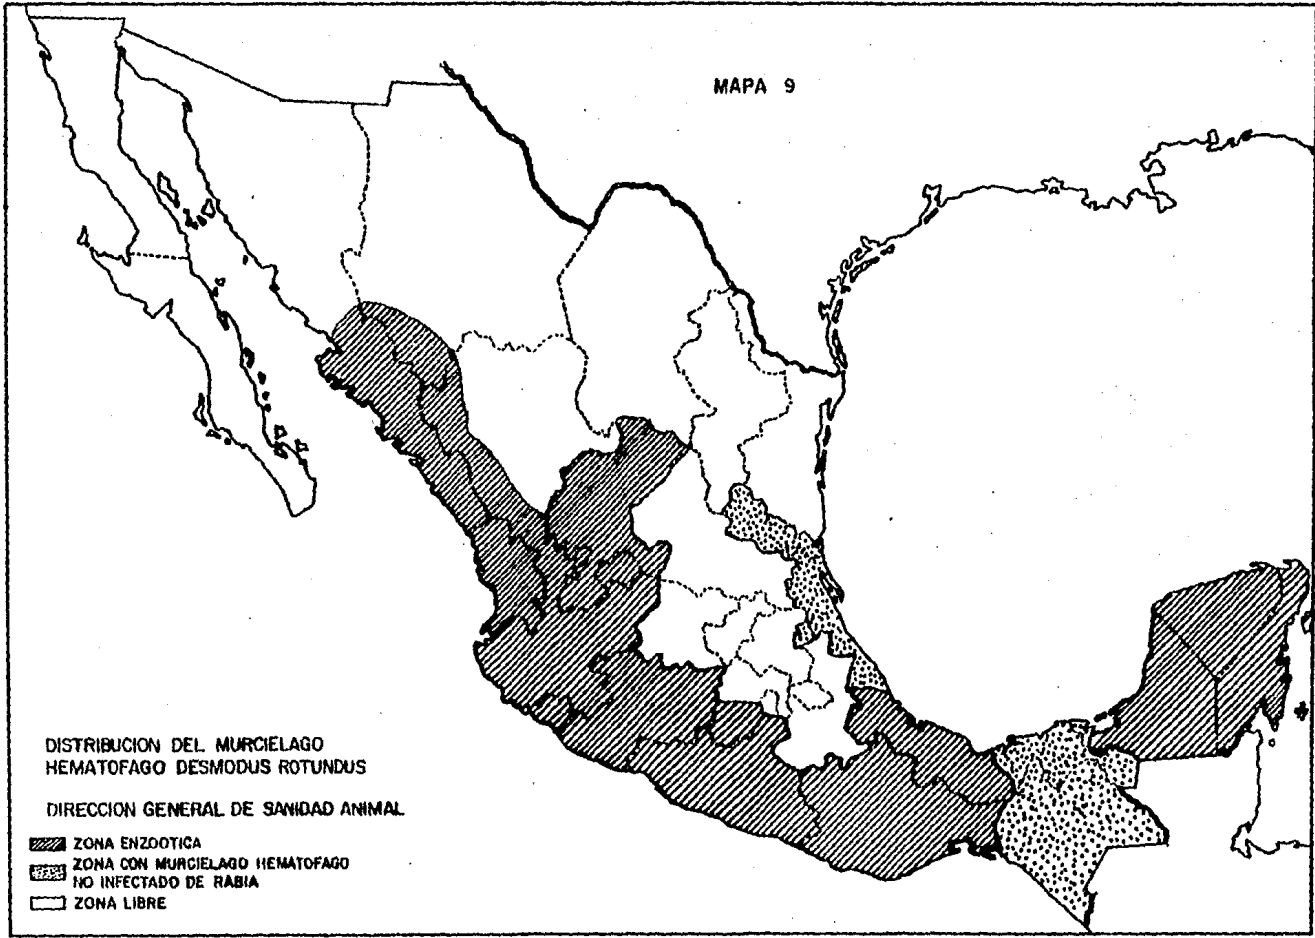 MAPA 9
DISTRIBUCION DEL MURCIELAGO
HEMATOFAGO DESMODUS ROTUNDUS
DIRECCION GENERAL DE SANIDAD ANIMAL
ZONA ENZOOTICA
ZONA CON MURCIELAGO HEMATOFAGO
NO INFECTADO DE RABIA
ZONA LIBRE